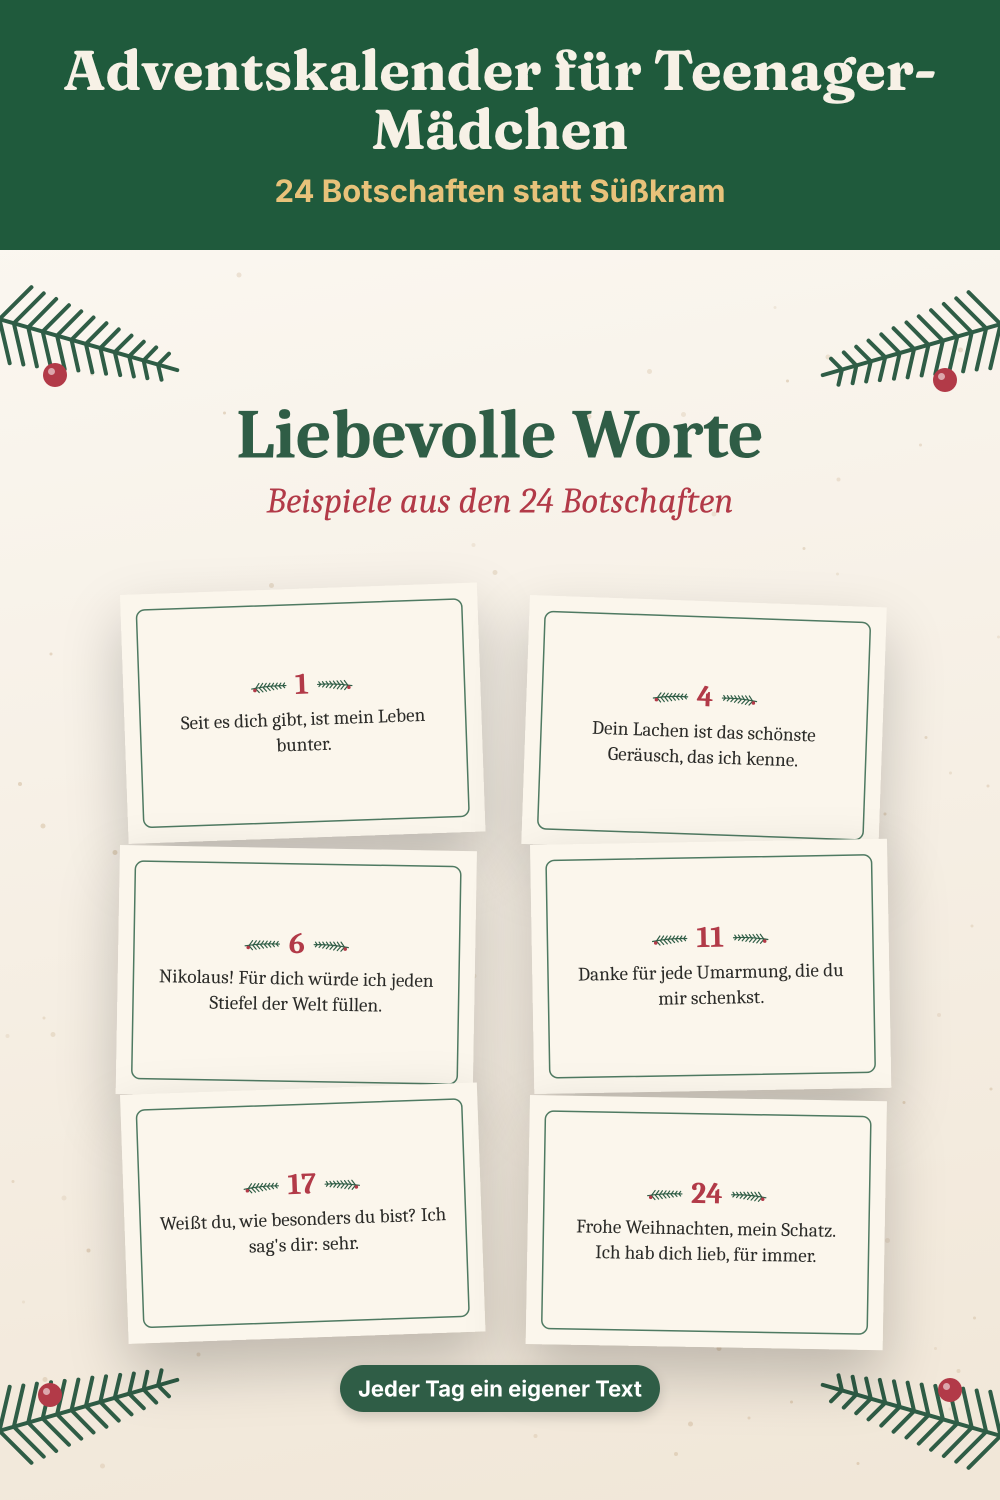 Adventskalender für Teenager-
Mädchen
24 Botschaften statt Süßkram
Liebevolle Worte
Beispiele aus den 24 Botschaften
1
Seit es dich gibt, ist mein Leben
bunter.
4
Dein Lachen ist das schönste
Geräusch, das ich kenne.
6
Nikolaus! Für dich würde ich jeden
Stiefel der Welt füllen.
11
Danke für jede Umarmung, die du
mir schenkst.
17
Weißt du, wie besonders du bist? Ich
sag's dir: sehr.
24
Frohe Weihnachten, mein Schatz.
Ich hab dich lieb, für immer.
Jeder Tag ein eigener Text